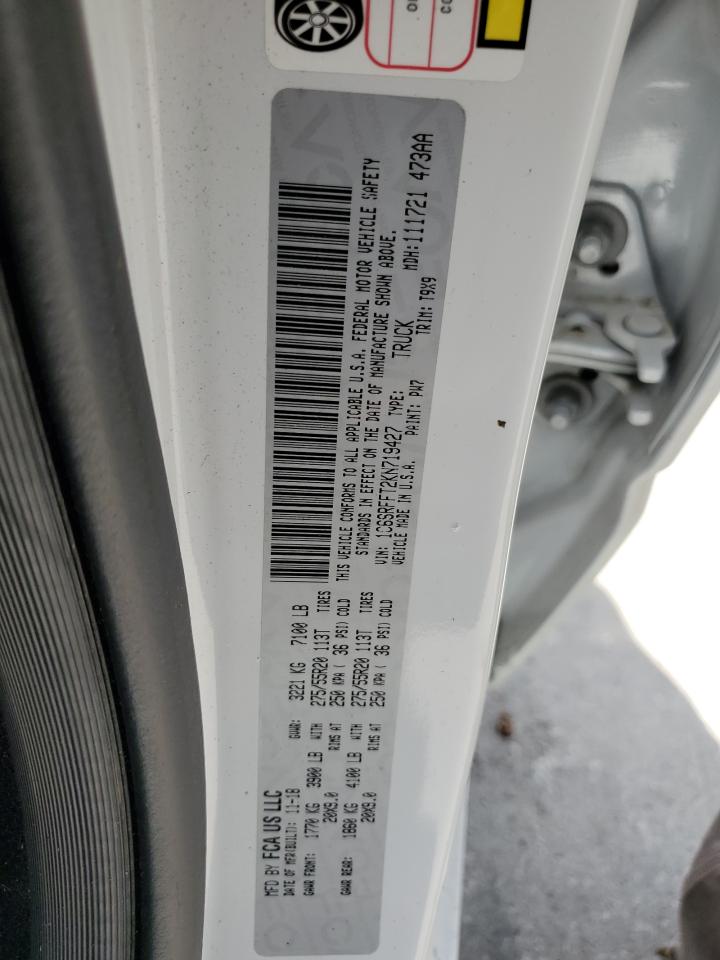 MFD BY FCA US LLC
DATE OF MFR(BUILT): 11-18 GVWR: 3221 KG 7100 LB
GAWR FRONT: 1770 KG 3900 LB WITH 275/55R20 113T TIRES
20X9.0 RIMS AT 250 KPA ( 36 PSI) COLD
GAWR REAR: 1860 KG 4100 LB WITH 275/55R20 113T TIRES
20X9.0 RIMS AT 250 KPA ( 36 PSI) COLD
THIS VEHICLE CONFORMS TO ALL APPLICABLE U.S.A. FEDERAL MOTOR VEHICLE SAFETY
STANDARDS IN EFFECT ON THE DATE OF MANUFACTURE SHOWN ABOVE.
VIN: 1C6SRFFT2KN719427 TYPE: TRUCK MDH:111721 473AA
VEHICLE MADE IN U.S.A. PAINT: PW7 TRIM: T9X9